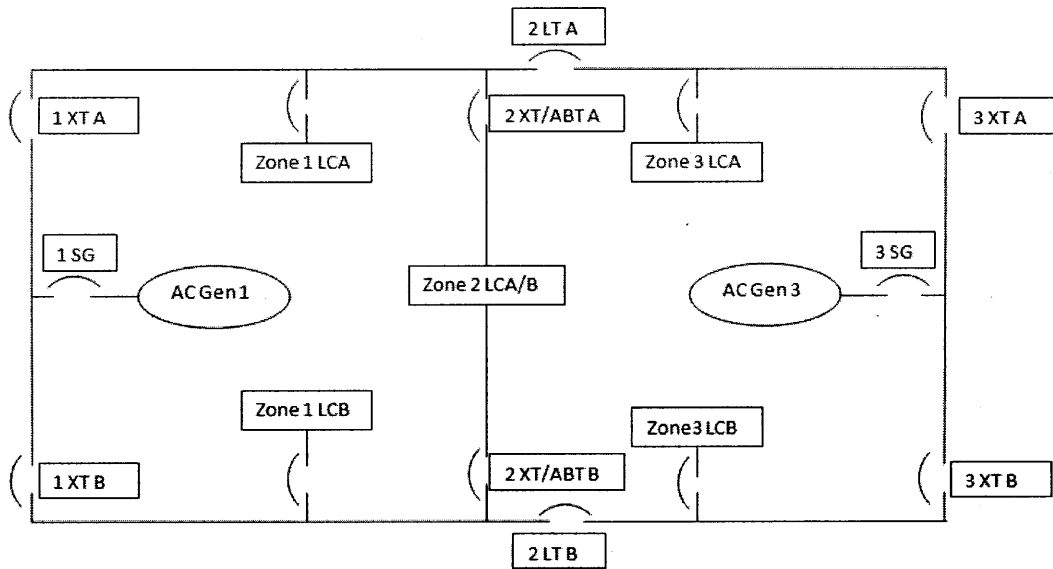 2 LT A
1 XT A
2 XT/ABT A
3 XT A
Zone 1 LCA
Zone 3 LCA
1 SG
3 SG
AC Gen 1
Zone 2 LCA/B
AC Gen 3
Zone 1 LCB
Zone3 LCB
1 XT B
2 XT/ABT B
3 XT B
2 LT B